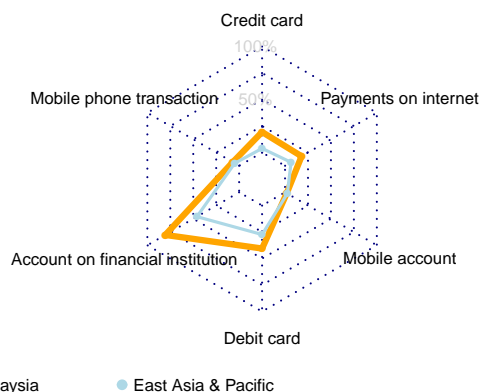 Credit card
100%
Mobile phone transaction
50%
Payments on internet
Account on financial institution
Mobile account
Debit card
aysia
East Asia & Pacific